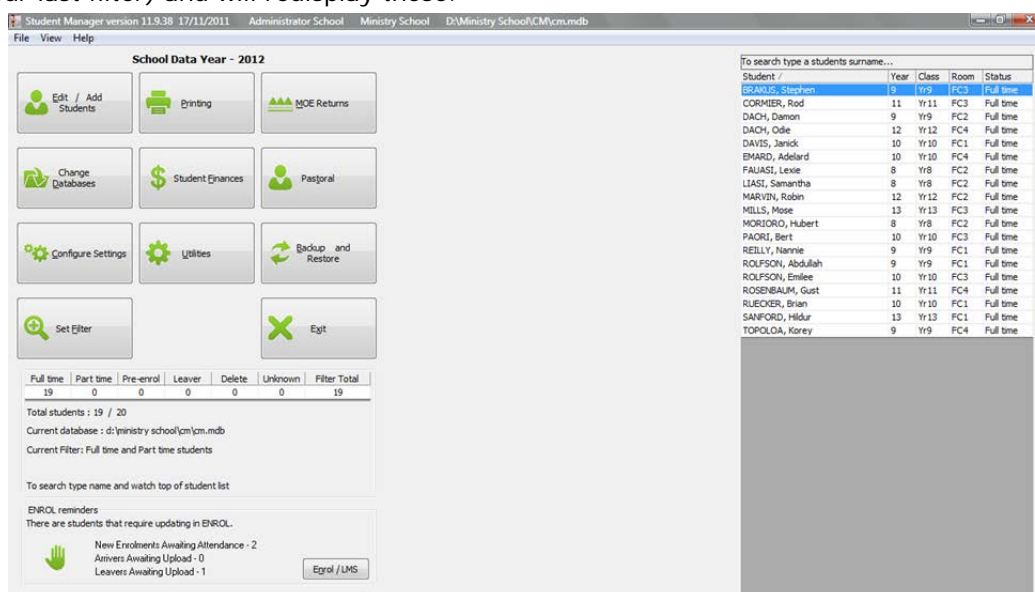 Student Manager version 11.9.38 17/11/2011 Administrator School Ministry School D:\Ministry School\CM\cm.mdb
File View Help
School Data Year - 2012
Edit / Add Students
Printing
MOE Returns
Change Databases
Student Finances
Pastoral
Configure Settings
Utilities
Backup and Restore
Set Filter
Exit
Full time Part time Pre-enrol Leaver Delete Unknown Filter Total
19 0 0 0 0 0 19
Total students : 19 / 20
Current database : d:\ministry school\cm\cm.mdb
Current Filter: Full time and Part time students
To search type name and watch top of student list
ENROL reminders
There are students that require updating in ENROL.
New Enrolments Awaiting Attendance - 2
Arrivers Awaiting Upload - 0
Leavers Awaiting Upload - 1
Enrol / LMS
To search type a students surname...
Student / Year Class Room Status
BRAKUS, Stephen 9 Yr9 FC3 Full time
CORMIER, Rod 11 Yr11 FC3 Full time
DACH, Damon 9 Yr9 FC2 Full time
DACH, Odie 12 Yr12 FC4 Full time
DAVIS, Janick 10 Yr10 FC1 Full time
EMARD, Adelard 10 Yr10 FC4 Full time
FAUASI, Lexie 8 Yr8 FC2 Full time
LIASI, Samantha 8 Yr8 FC2 Full time
MARVIN, Robin 12 Yr12 FC2 Full time
MILLS, Mose 13 Yr13 FC3 Full time
MORIORO, Hubert 8 Yr8 FC2 Full time
PAORI, Bert 10 Yr10 FC3 Full time
REILLY, Nannie 9 Yr9 FC1 Full time
ROLFSON, Abdullah 9 Yr9 FC1 Full time
ROLFSON, Emilee 10 Yr10 FC3 Full time
ROSENBAUM, Gust 11 Yr11 FC4 Full time
RUECKER, Brian 10 Yr10 FC1 Full time
SANFORD, Hildur 13 Yr13 FC1 Full time
TOPOLOA, Korey 9 Yr9 FC4 Full time